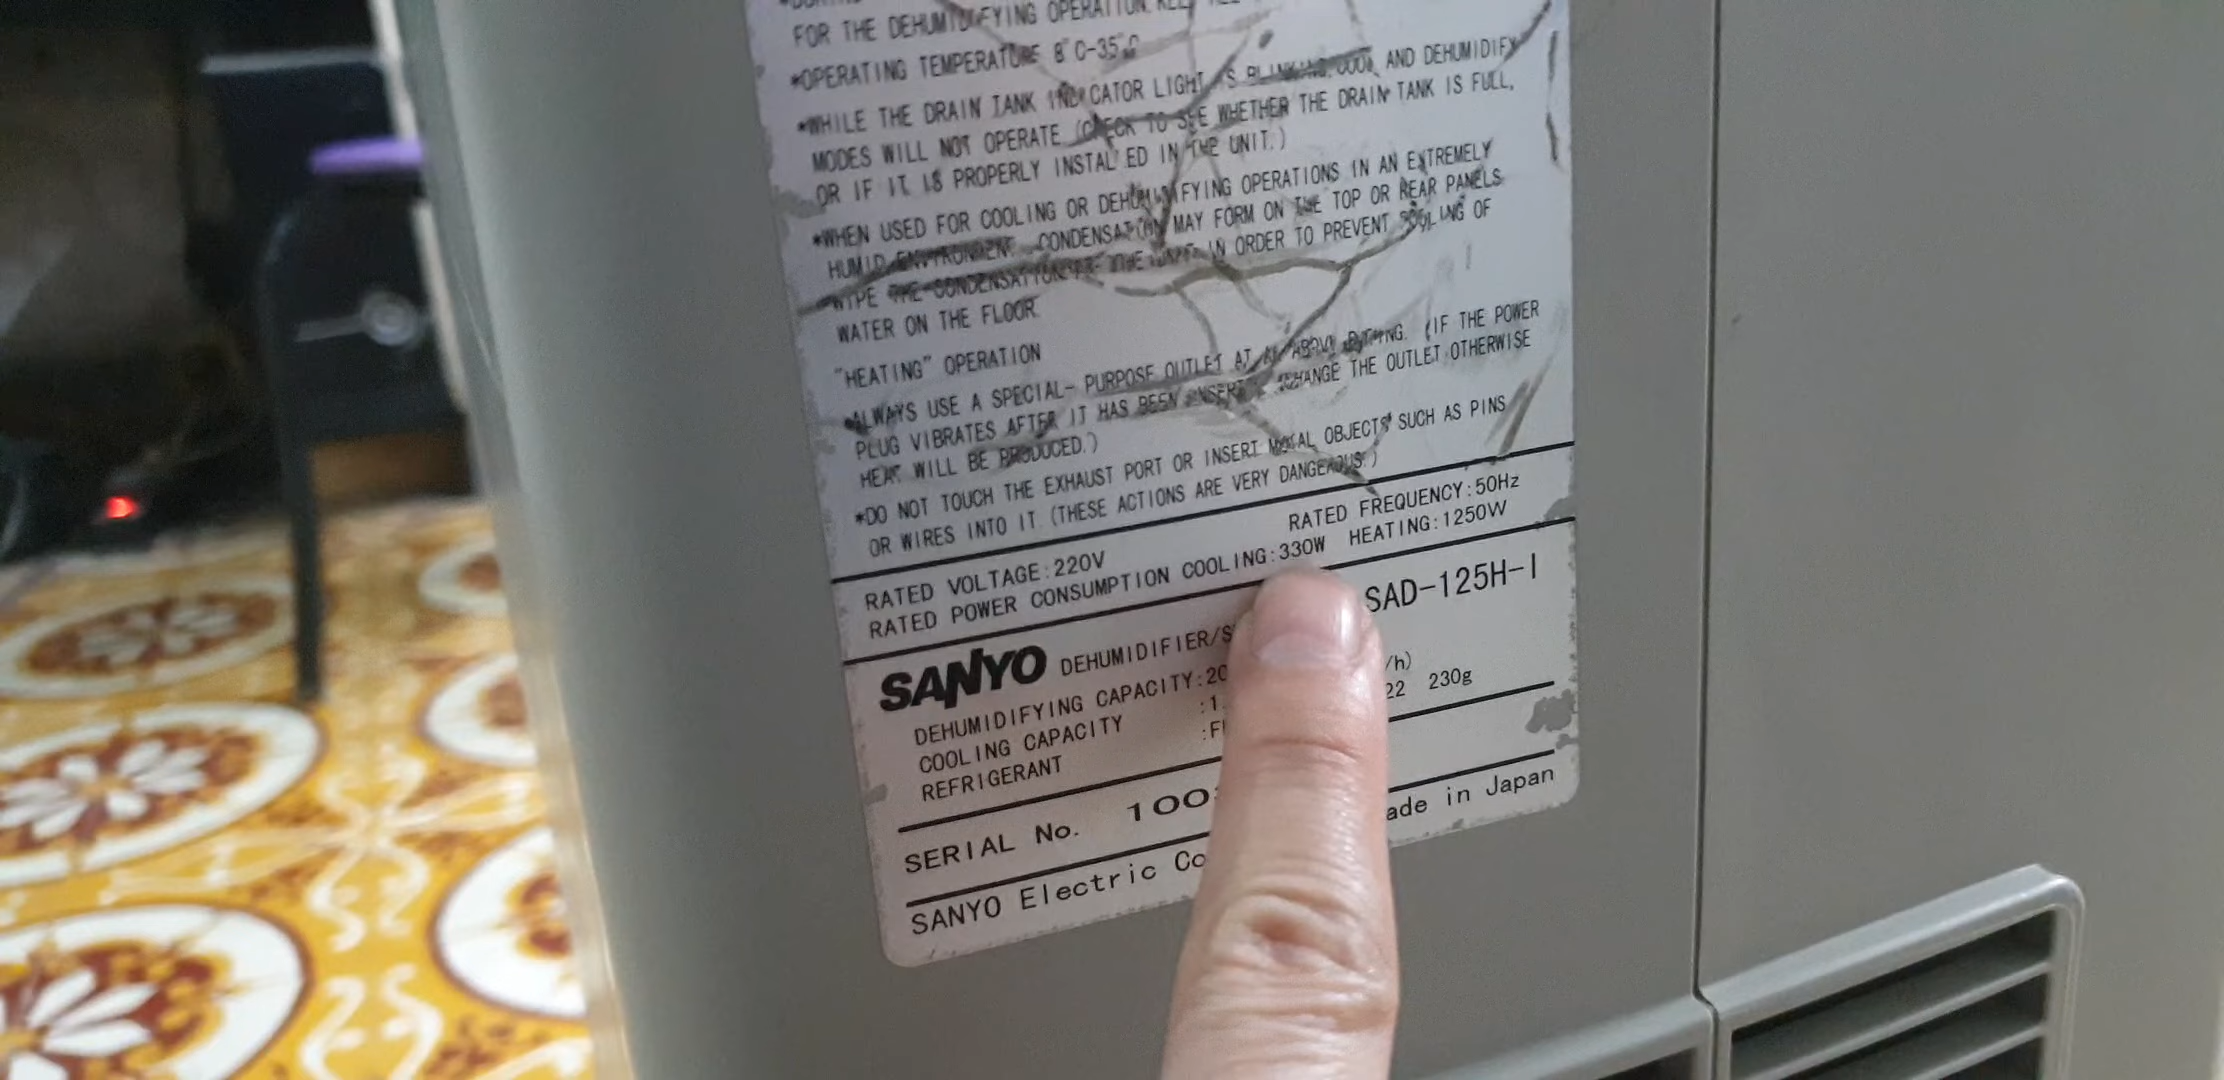 FOR THE DEHUMIDIFYING OPERATION
*OPERATING TEMPERATURE 8°C-35°C
*WHILE THE DRAIN TANK INDICATOR LIGHT IS BLINKING, COOL AND DEHUMIDIFY
MODES WILL NOT OPERATE (CHECK TO SEE WHETHER THE DRAIN TANK IS FULL,
OR IF IT IS PROPERLY INSTALLED IN THE UNIT.)
*WHEN USED FOR COOLING OR DEHUMIDIFYING OPERATIONS IN AN EXTREMELY
HUMID ENVIRONMENT, CONDENSATION MAY FORM ON THE TOP OR REAR PANELS
WIPE THE CONDENSATION IN ORDER TO PREVENT OF
WATER ON THE FLOOR.
"HEATING" OPERATION
*ALWAYS USE A SPECIAL-PURPOSE OUTLET AT (IF THE POWER
PLUG VIBRATES AFTER IT HAS BEEN INSERTED CHANGE THE OUTLET OTHERWISE
HEAT WILL BE PRODUCED.)
*DO NOT TOUCH THE EXHAUST PORT OR INSERT METAL OBJECTS SUCH AS PINS
OR WIRES INTO IT.(THESE ACTIONS ARE VERY DANGEROUS.)
RATED VOLTAGE:220V RATED FREQUENCY:50Hz
RATED POWER CONSUMPTION COOLING:330W HEATING:1250W
SANYO DEHUMIDIFIER/S SAD-125H-I
DEHUMIDIFYING CAPACITY:20 /h)
COOLING CAPACITY :1. 22 230g
REFRIGERANT :F
SERIAL No. 100
SANYO Electric Co ade in Japan